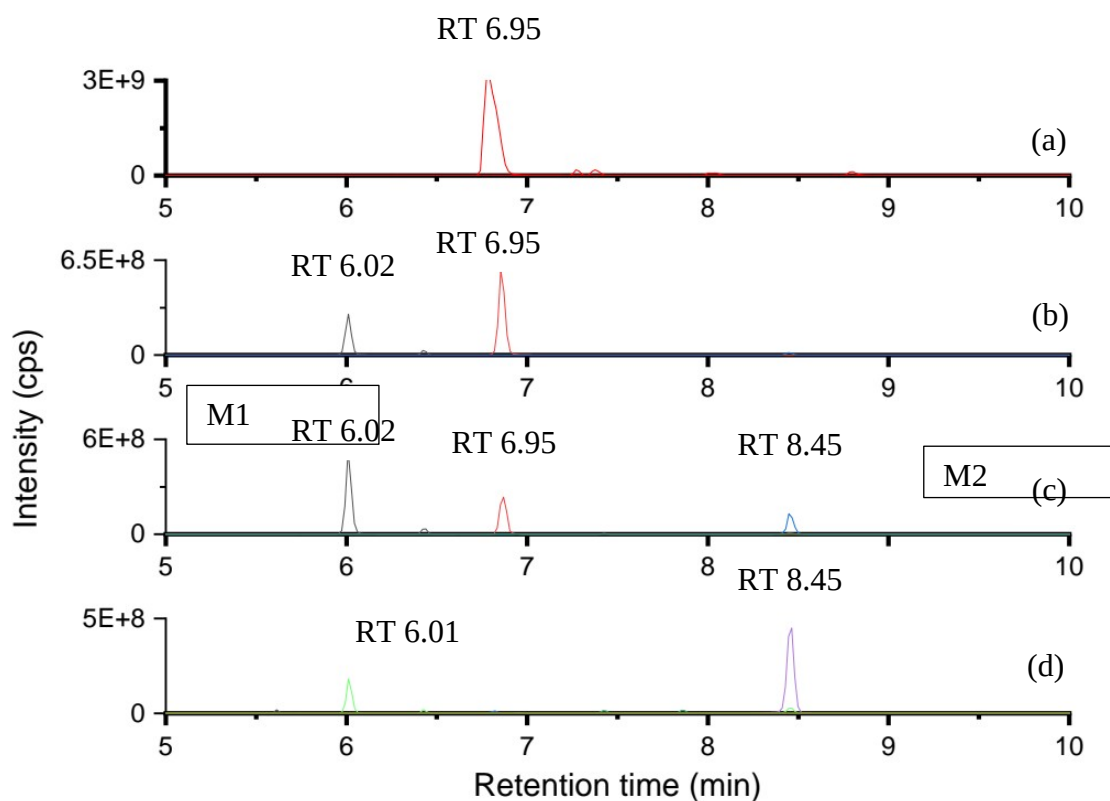 RT 6.95
3E+9
(a)
0
5 6 7 8 9 10
RT 6.95
RT 6.02
6.5E+8
(b)
0
5 6 7 8 9 10
M1
RT 6.02
RT 6.95
RT 8.45
6E+8
M2
(c)
0
5 6 7 8 9 10
RT 8.45
5E+8
RT 6.01
(d)
0
5 6 7 8 9 10
Intensity (cps)
Retention time (min)